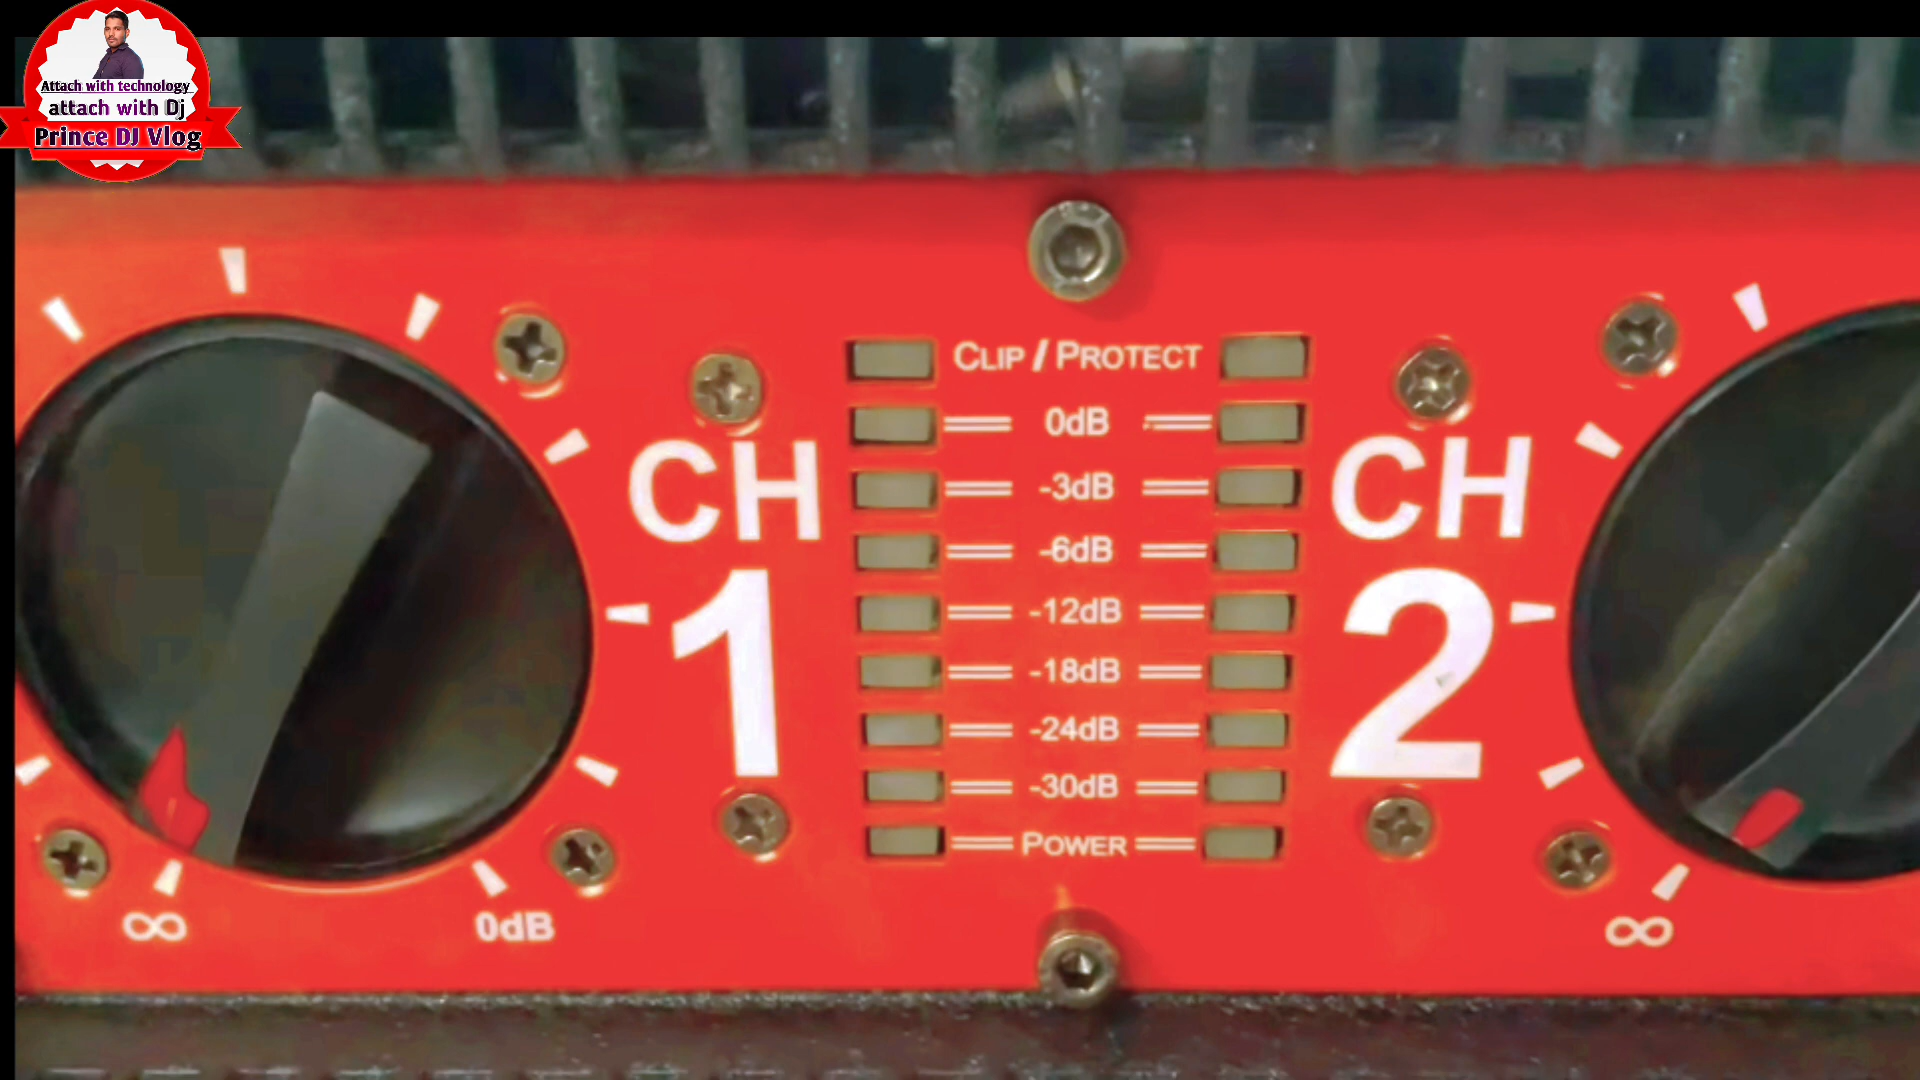 Attach with technology
attach with Dj
Prince DJ Vlog
CLIP / PROTECT
0dB
-3dB
-6dB
-12dB
-18dB
-24dB
-30dB
POWER
CH
1
CH
2
∞
0dB
∞